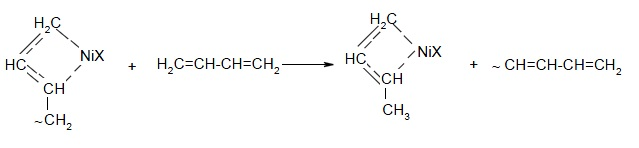 H₂C
HC
CH
~CH₂
NiX
+
H₂C=CH-CH=CH₂
H₂C
HC
CH
CH₃
NiX
+
~ CH=CH-CH=CH₂